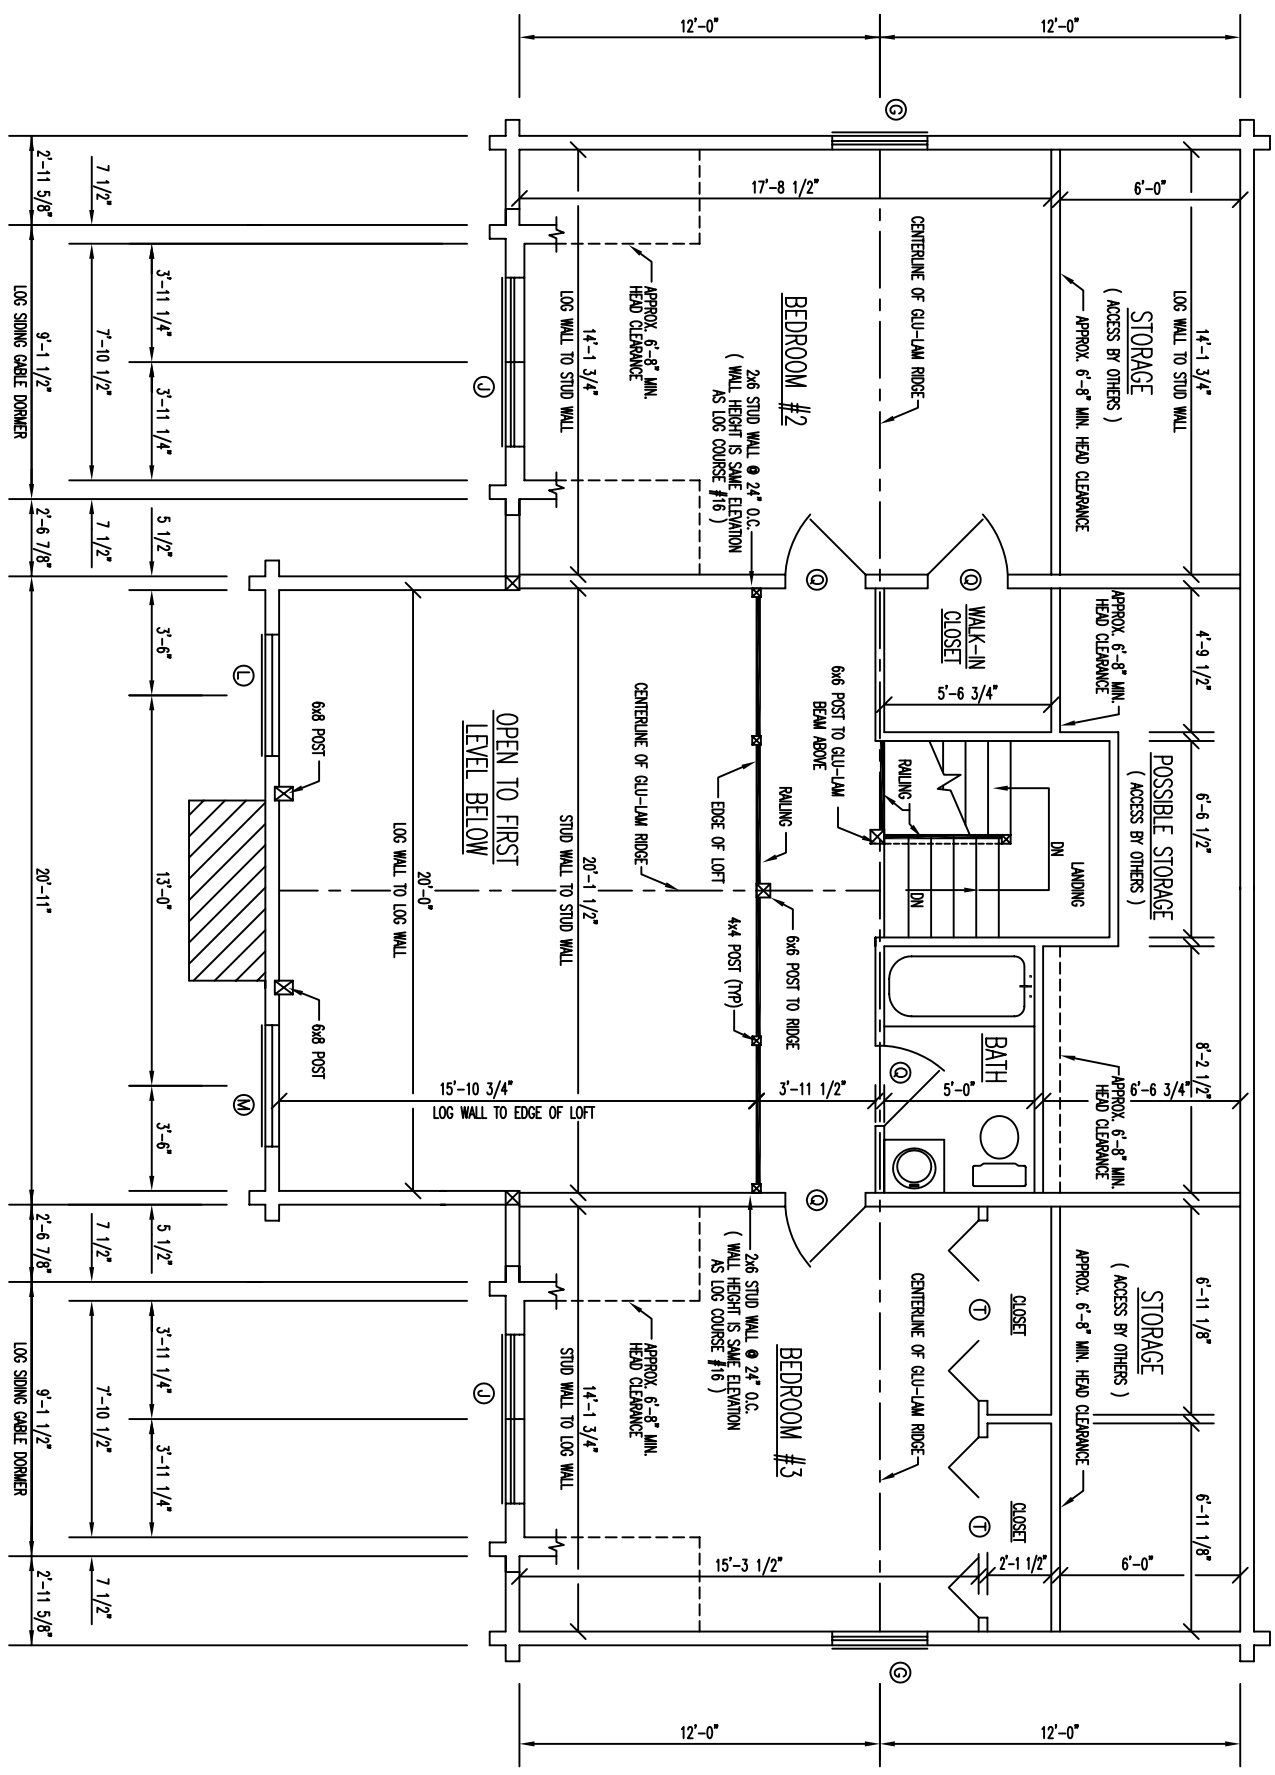 12'-0"
12'-0"
G
STORAGE
( ACCESS BY OTHERS )
14'-1 3/4"
LOG WALL TO STUD WALL
APPROX. 6'-8" MIN. HEAD CLEARANCE
6'-0"
17'-8 1/2"
CENTERLINE OF GLU-LAM RIDGE
BEDROOM #2
2x6 STUD WALL @ 24" O.C.
( WALL HEIGHT IS SAME ELEVATION
AS LOG COURSE #16 )
APPROX. 6'-8" MIN.
HEAD CLEARANCE
14'-1 3/4"
LOG WALL TO STUD WALL
J
Q
Q
4'-9 1/2"
APPROX. 6'-8" MIN.
HEAD CLEARANCE
WALK-IN
CLOSET
5'-6 3/4"
POSSIBLE STORAGE
( ACCESS BY OTHERS )
6'-6 1/2"
LANDING
DN
DN
RAILING
6x6 POST TO GLU-LAM
BEAM ABOVE
RAILING
EDGE OF LOFT
6x6 POST TO RIDGE
4x4 POST (TYP)
CENTERLINE OF GLU-LAM RIDGE
20'-1 1/2"
STUD WALL TO STUD WALL
OPEN TO FIRST
LEVEL BELOW
20'-0"
LOG WALL TO LOG WALL
6x8 POST
6x8 POST
L
M
8'-2 1/2"
APPROX. 6'-8" MIN.
HEAD CLEARANCE
BATH
Q
6'-6 3/4"
5'-0"
3'-11 1/2"
15'-10 3/4"
LOG WALL TO EDGE OF LOFT
Q
6'-11 1/8"
6'-11 1/8"
STORAGE
( ACCESS BY OTHERS )
APPROX. 6'-8" MIN. HEAD CLEARANCE
CLOSET
T
CLOSET
T
6'-0"
2'-1 1/2"
15'-3 1/2"
CENTERLINE OF GLU-LAM RIDGE
BEDROOM #3
2x6 STUD WALL @ 24" O.C.
( WALL HEIGHT IS SAME ELEVATION
AS LOG COURSE #16 )
APPROX. 6'-8" MIN.
HEAD CLEARANCE
14'-1 3/4"
STUD WALL TO LOG WALL
J
G
12'-0"
12'-0"
5 1/2"
3'-6"
13'-0"
3'-6"
5 1/2"
3'-11 1/4"
3'-11 1/4"
3'-11 1/4"
3'-11 1/4"
7 1/2"
7'-10 1/2"
7 1/2"
7 1/2"
7'-10 1/2"
7 1/2"
2'-11 5/8"
9'-1 1/2"
2'-6 7/8"
20'-11"
2'-6 7/8"
9'-1 1/2"
2'-11 5/8"
LOG SIDING GABLE DORMER
LOG SIDING GABLE DORMER